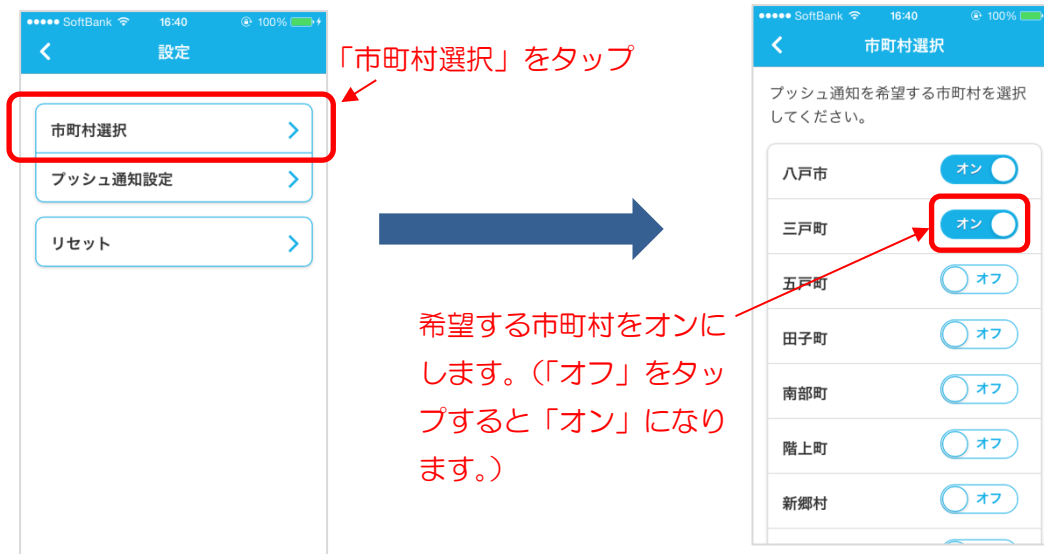 ●●●●● SoftBank 16:40 100%
設定
市町村選択
プッシュ通知設定
リセット
「市町村選択」をタップ
希望する市町村をオンに
します。（「オフ」をタッ
プすると「オン」になり
ます。）
●●●●● SoftBank 16:40 100%
市町村選択
プッシュ通知を希望する市町村を選択
してください。
八戸市 オン
三戸町 オン
五戸町 オフ
田子町 オフ
南部町 オフ
階上町 オフ
新郷村 オフ